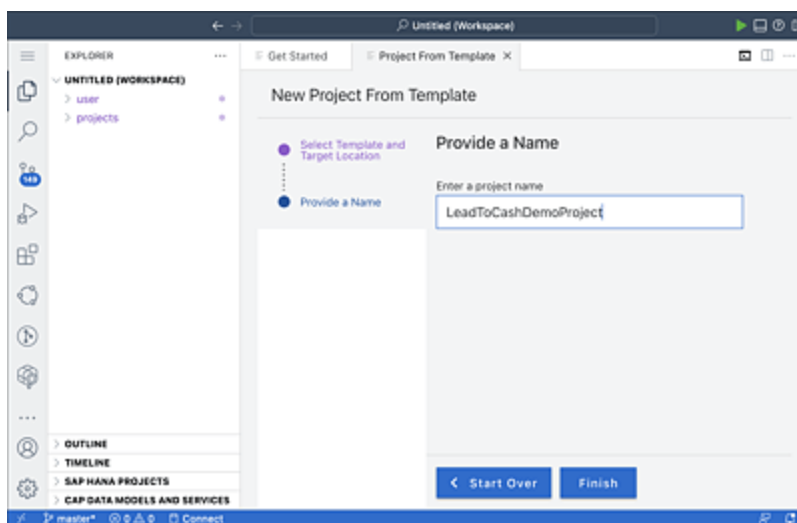 Untitled (Workspace)
EXPLORER
Get Started
Project From Template
UNTITLED (WORKSPACE)
user
projects
New Project From Template
Select Template and
Target Location
Provide a Name
Provide a Name
Enter a project name
LeadToCashDemoProject
149
OUTLINE
TIMELINE
SAP HANA PROJECTS
CAP DATA MODELS AND SERVICES
Start Over
Finish
master* 0 0 Connect